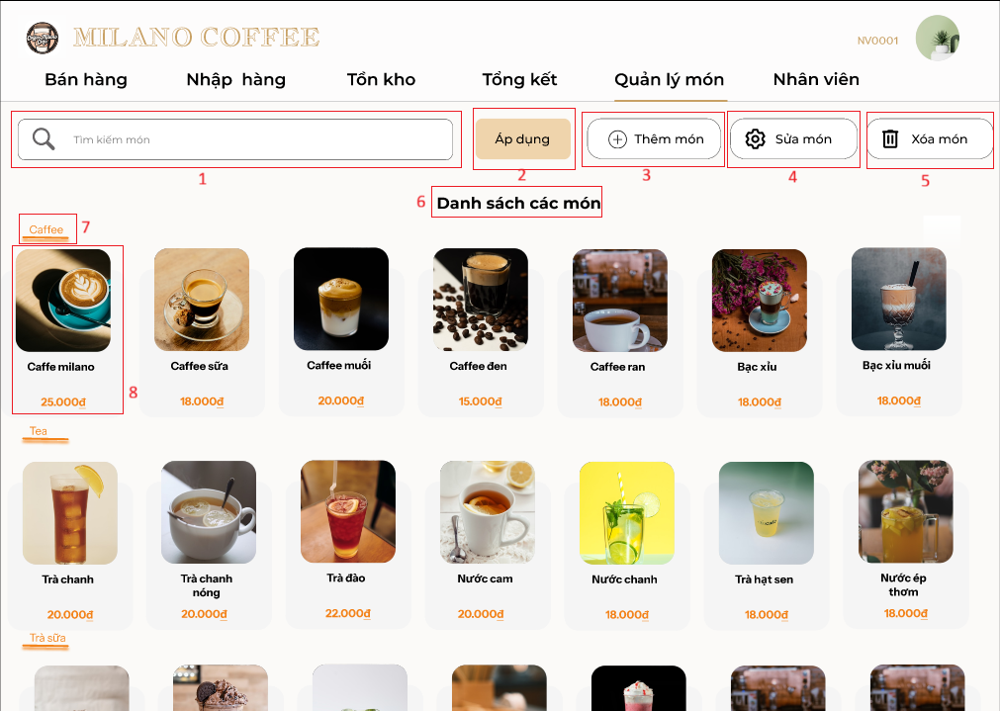 MILANO COFFEE
NV0001
Bán hàng Nhập hàng Tồn kho Tổng kết Quản lý món Nhân viên
Tìm kiếm món Áp dụng Thêm món Sửa món Xóa món
1 2 3 4 5
6 Danh sách các món
Caffee 7
Caffe milano Caffee sữa Caffee muối Caffee đen Caffee ran Bạc xỉu Bạc xỉu muối
8
25.000đ 18.000đ 20.000đ 15.000đ 18.000đ 18.000đ 18.000đ
Tea
Trà chanh Trà chanh nóng Trà đào Nước cam Nước chanh Trà hạt sen Nước ép thơm
20.000đ 20.000đ 22.000đ 20.000đ 18.000đ 18.000đ 18.000đ
Trà sữa